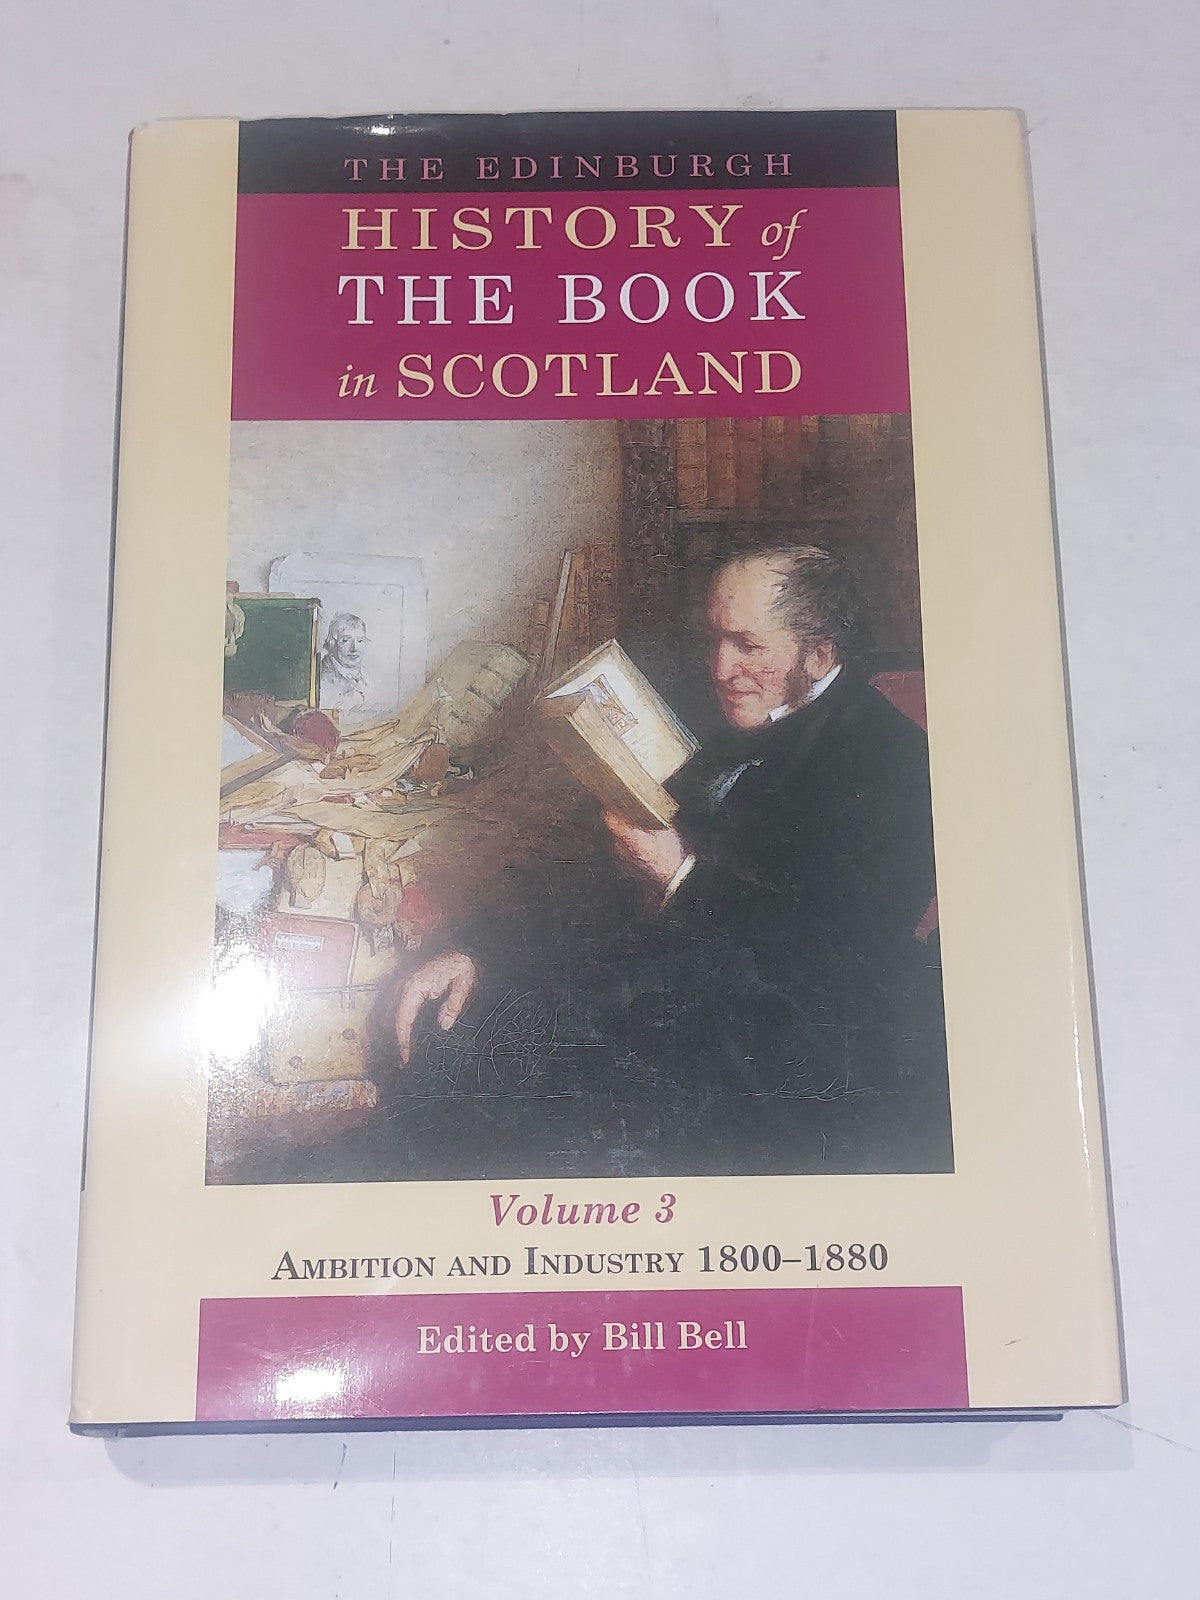 THE EDINBURGH
HISTORY of
THE BOOK
in SCOTLAND
Volume 3
AMBITION AND INDUSTRY 1800–1880
Edited by Bill Bell